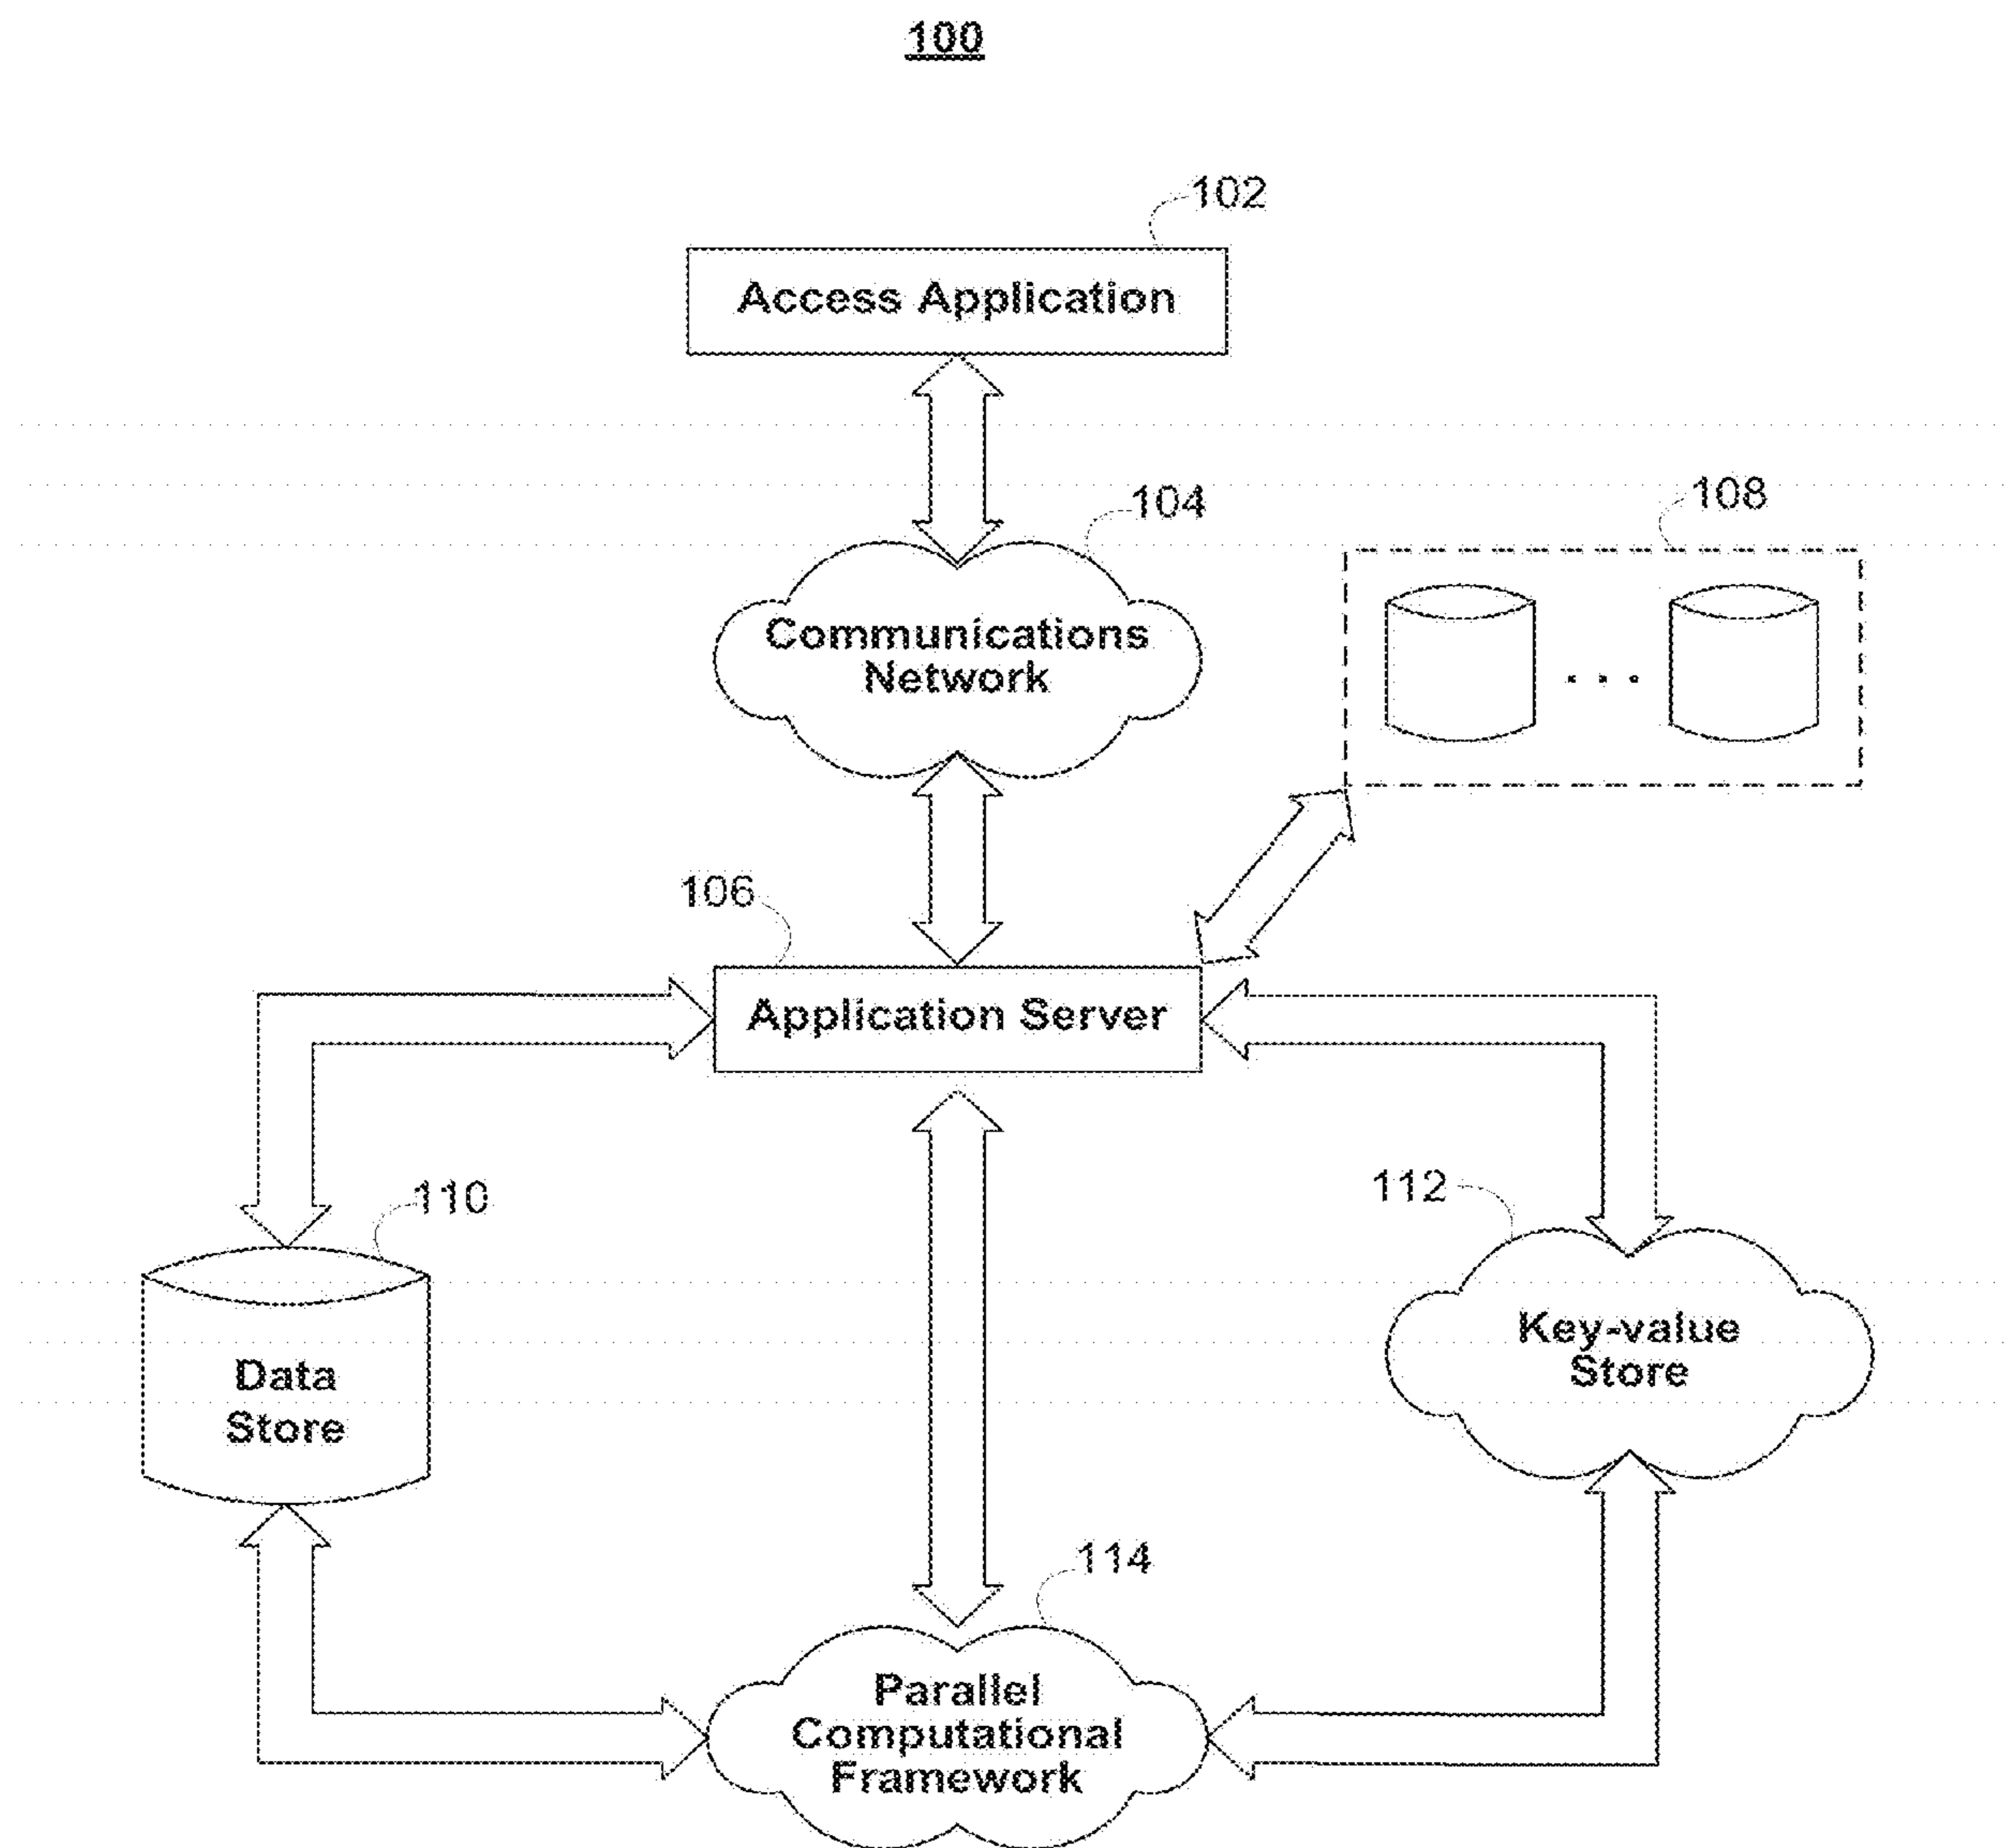 100
102
Access Application
104
108
Communications
Network
. . .
106
Application Server
110
112
Data
Store
Key-value
Store
114
Parallel
Computational
Framework